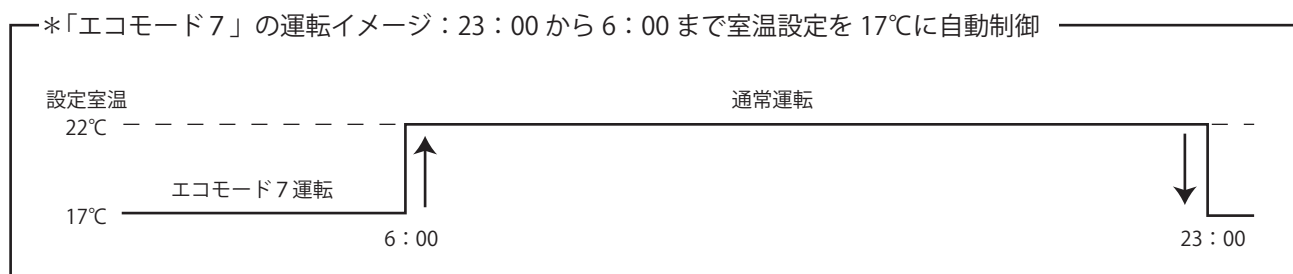 ＊「エコモード７」の運転イメージ：23：00 から 6：00 まで室温設定を 17℃に自動制御
設定室温
通常運転
22℃
エコモード７運転
17℃
6：00
23：00